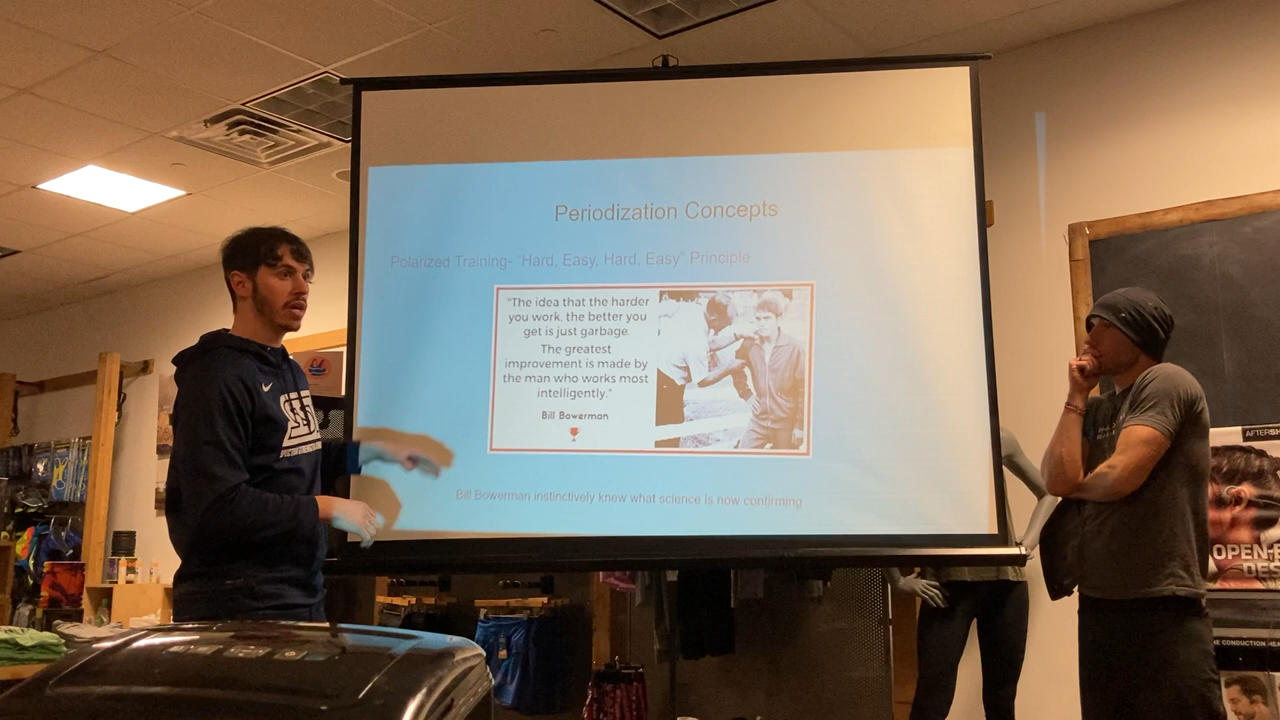 Periodization Concepts
Polarized Training- "Hard, Easy, Hard, Easy" Principle
"The idea that the harder
you work, the better you
get is just garbage.
The greatest
improvement is made by
the man who works most
intelligently."
Bill Bowerman
Bill Bowerman instinctively knew what science is now confirming
AFTERSH
OPEN-E
DES
E CONDUCTION HEA